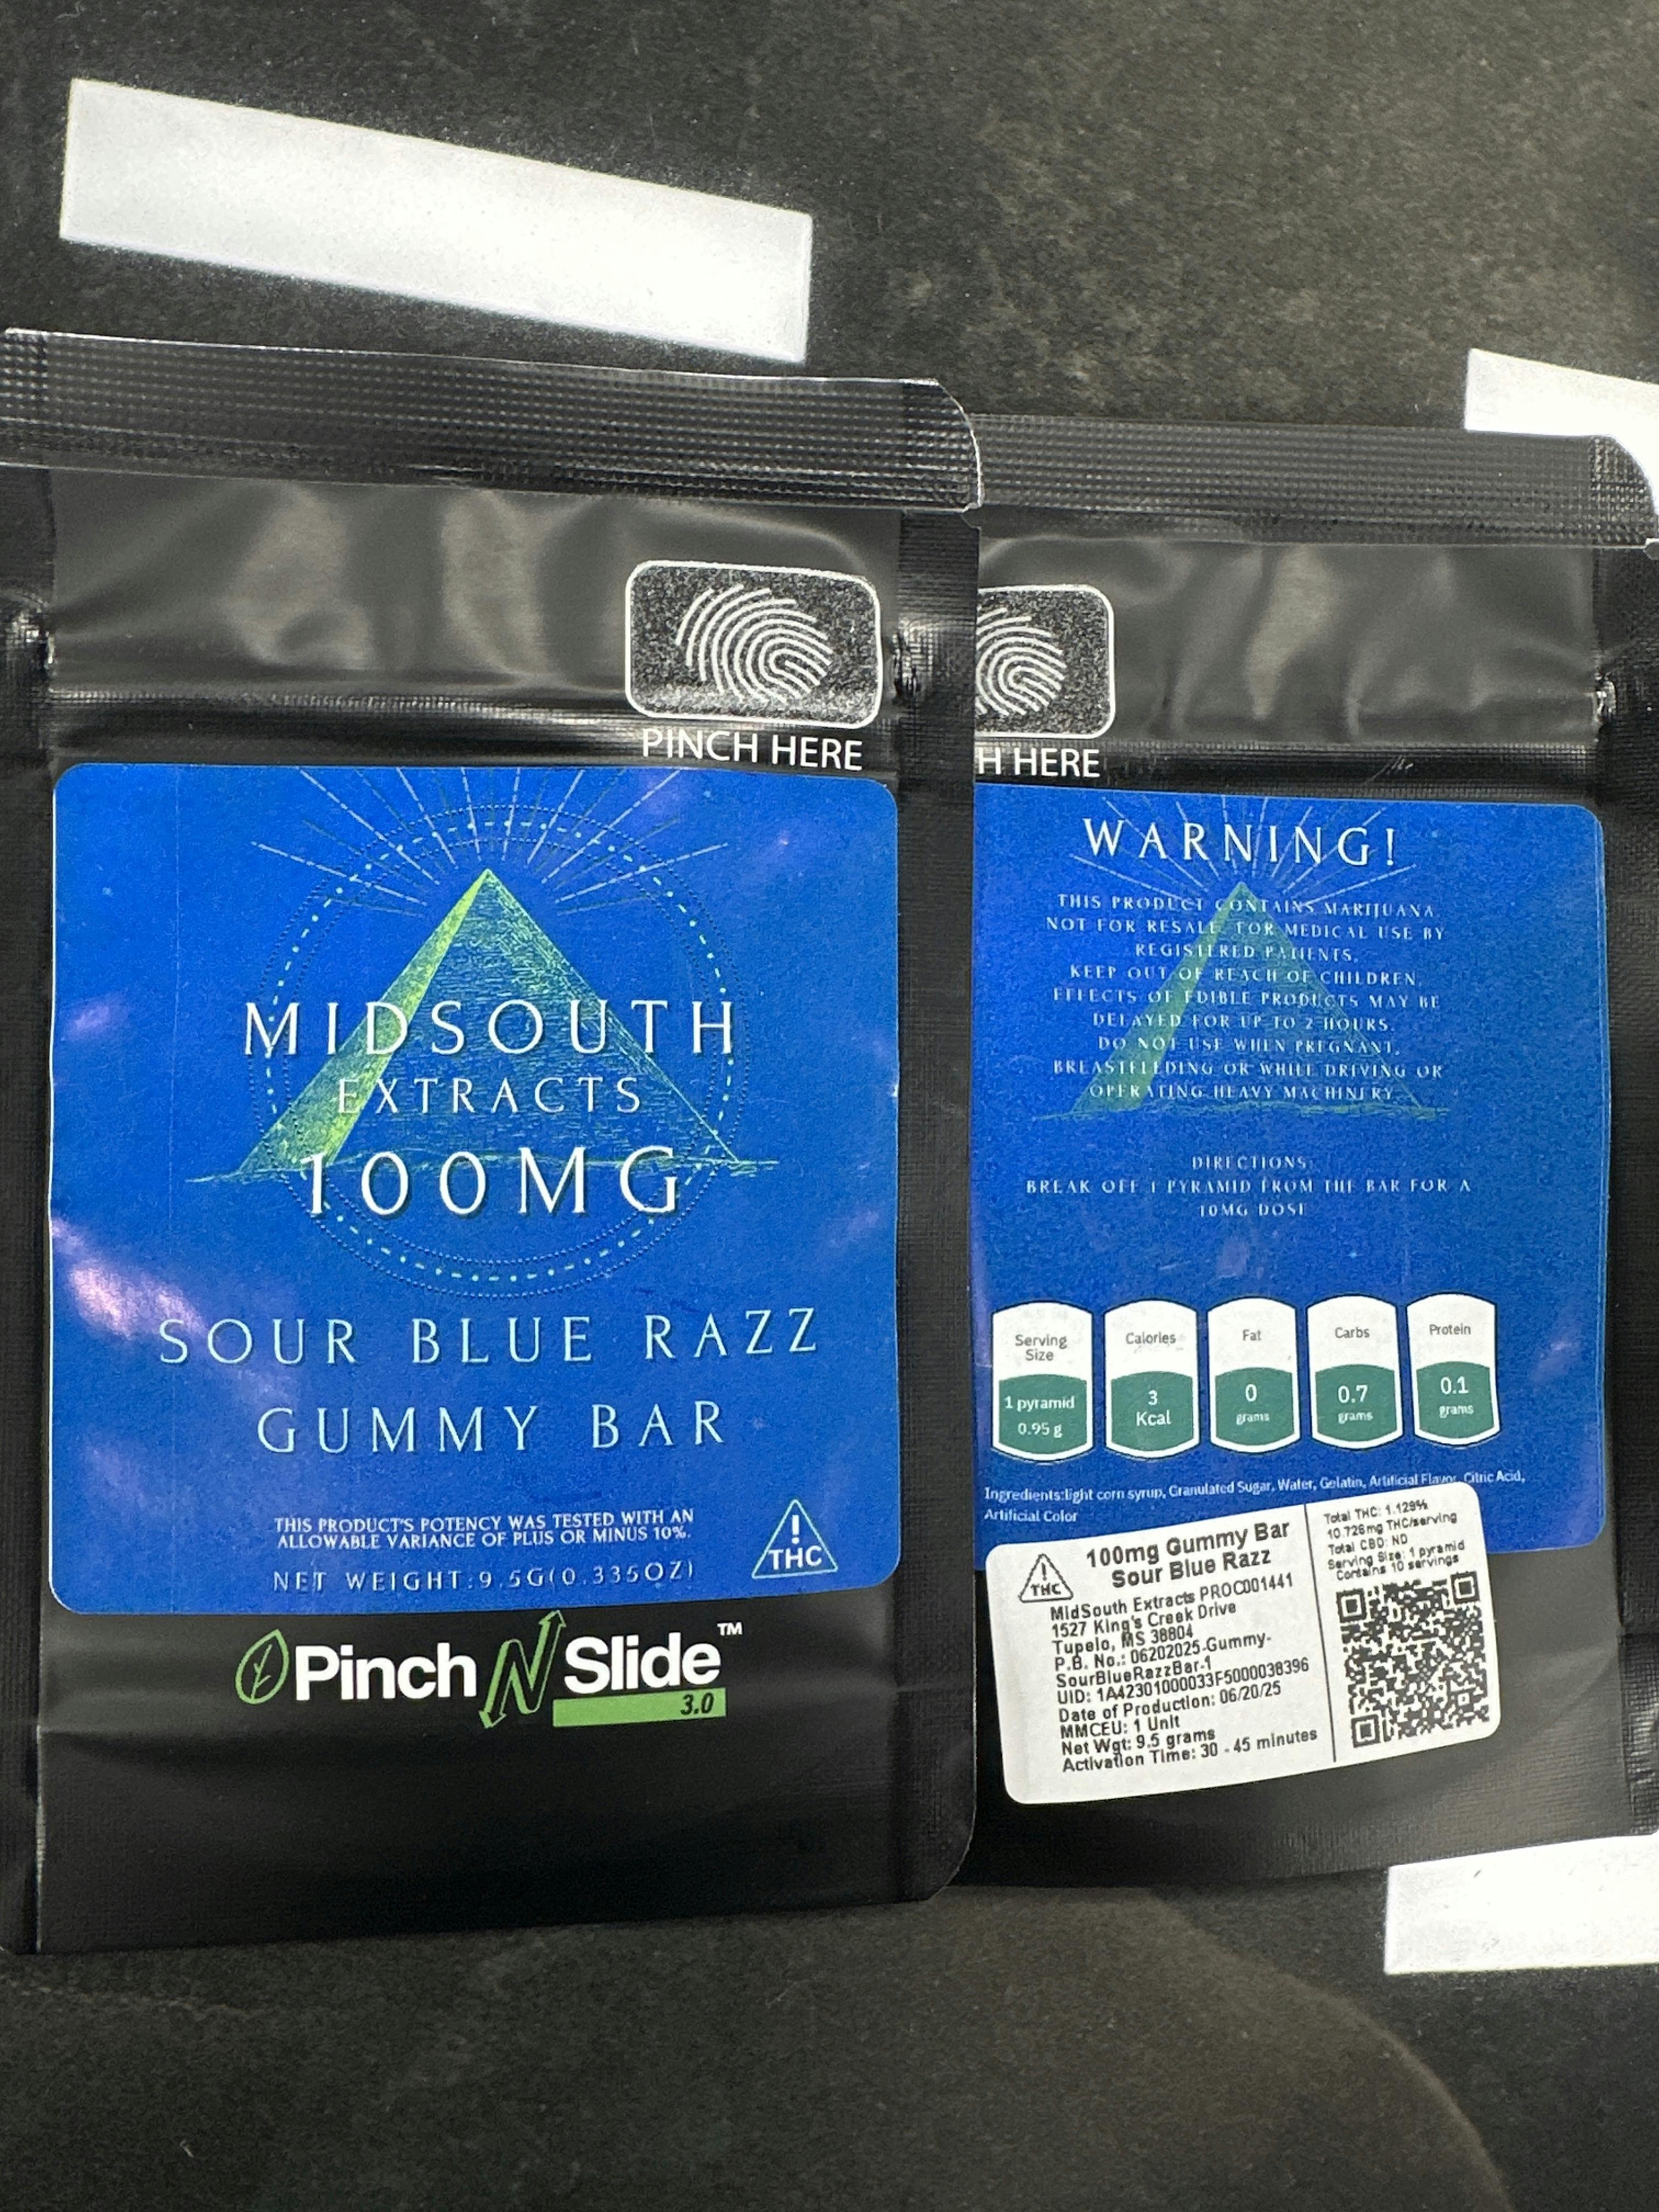 PINCH HERE
MIDSOUTH
EXTRACTS
100MG
SOUR BLUE RAZZ
GUMMY BAR
THIS PRODUCT'S POTENCY WAS TESTED WITH AN
ALLOWABLE VARIANCE OF PLUS OR MINUS 10%.
NET WEIGHT:9.5G(0.335OZ)
!
THC
Pinch N Slide™
3.0
H HERE
WARNING!
THIS PRODUCT CONTAINS MARIJUANA.
NOT FOR RESALE. FOR MEDICAL USE BY
REGISTERED PATIENTS.
KEEP OUT OF REACH OF CHILDREN.
EFFECTS OF EDIBLE PRODUCTS MAY BE
DELAYED FOR UP TO 2 HOURS.
DO NOT USE WHEN PREGNANT,
BREASTFEEDING OR WHILE DRIVING OR
OPERATING HEAVY MACHINERY.
DIRECTIONS:
BREAK OFF 1 PYRAMID FROM THE BAR FOR A
10MG DOSE
Serving
Size
1 pyramid
0.95 g
Calories
3
Kcal
Fat
0
grams
Carbs
0.7
grams
Protein
0.1
grams
Ingredients:light corn syrup, Granulated Sugar, Water, Gelatin, Artificial Flavor, Citric Acid,
Artificial Color
!
THC
100mg Gummy Bar
Sour Blue Razz
MidSouth Extracts PROC001441
1527 King's Creek Drive
Tupelo, MS 38804
P.B. No.: 06202025-Gummy-
SourBlueRazzBar-1
UID: 1A42301000033F5000038396
Date of Production: 06/20/25
MMCEU: 1 Unit
Net Wgt: 9.5 grams
Activation Time: 30 - 45 minutes
Total THC: 1.129%
10.726mg THC/serving
Total CBD: ND
Serving Size: 1 pyramid
Contains 10 servings